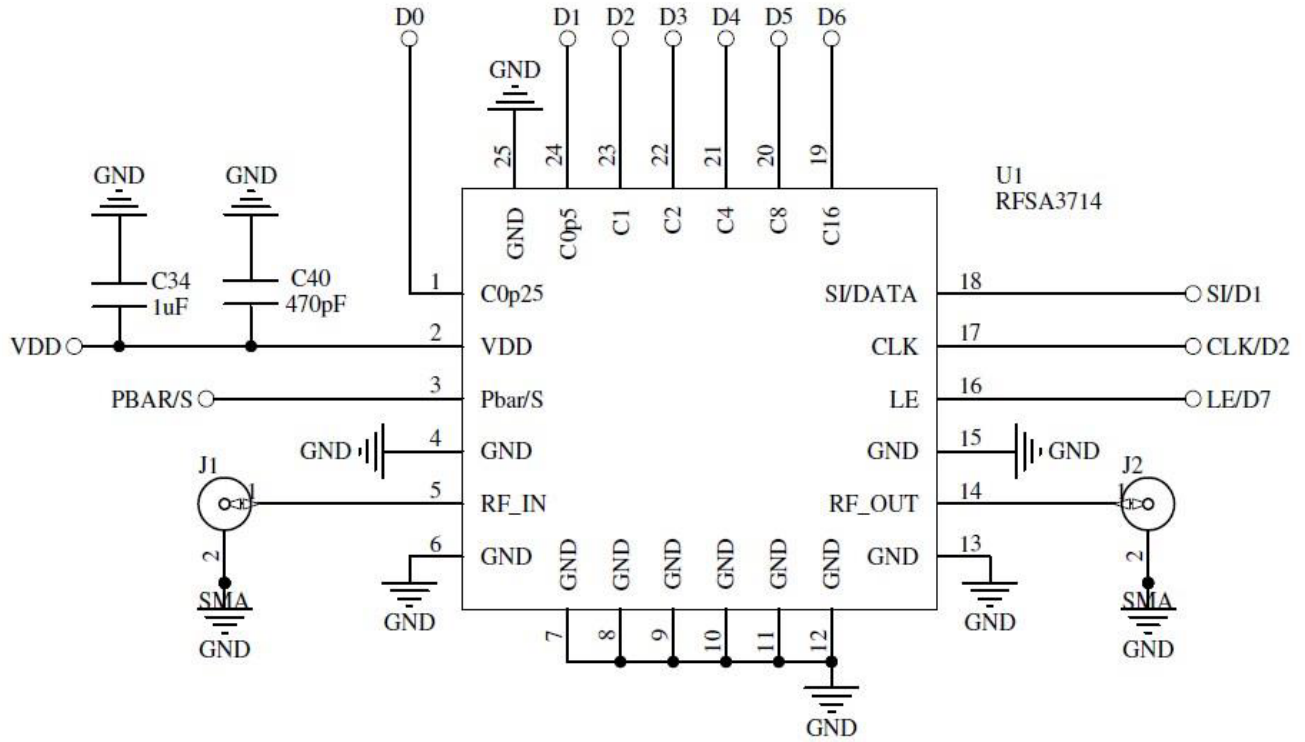 D0
D1
D2
D3
D4
D5
D6
GND
25
24
23
22
21
20
19
U1
RFSA3714
GND
GND
GND
C0p5
C1
C2
C4
C8
C16
C34
1uF
C40
470pF
1
C0p25
SI/DATA
18
SI/D1
VDD
2
VDD
CLK
17
CLK/D2
PBAR/S
3
Pbar/S
LE
16
LE/D7
GND
4
GND
GND
15
GND
J1
1
5
RF_IN
RF_OUT
14
1
J2
6
GND
GND
GND
GND
GND
GND
GND
GND
13
2
SMA
GND
GND
7
8
9
10
11
12
GND
GND
2
SMA
GND